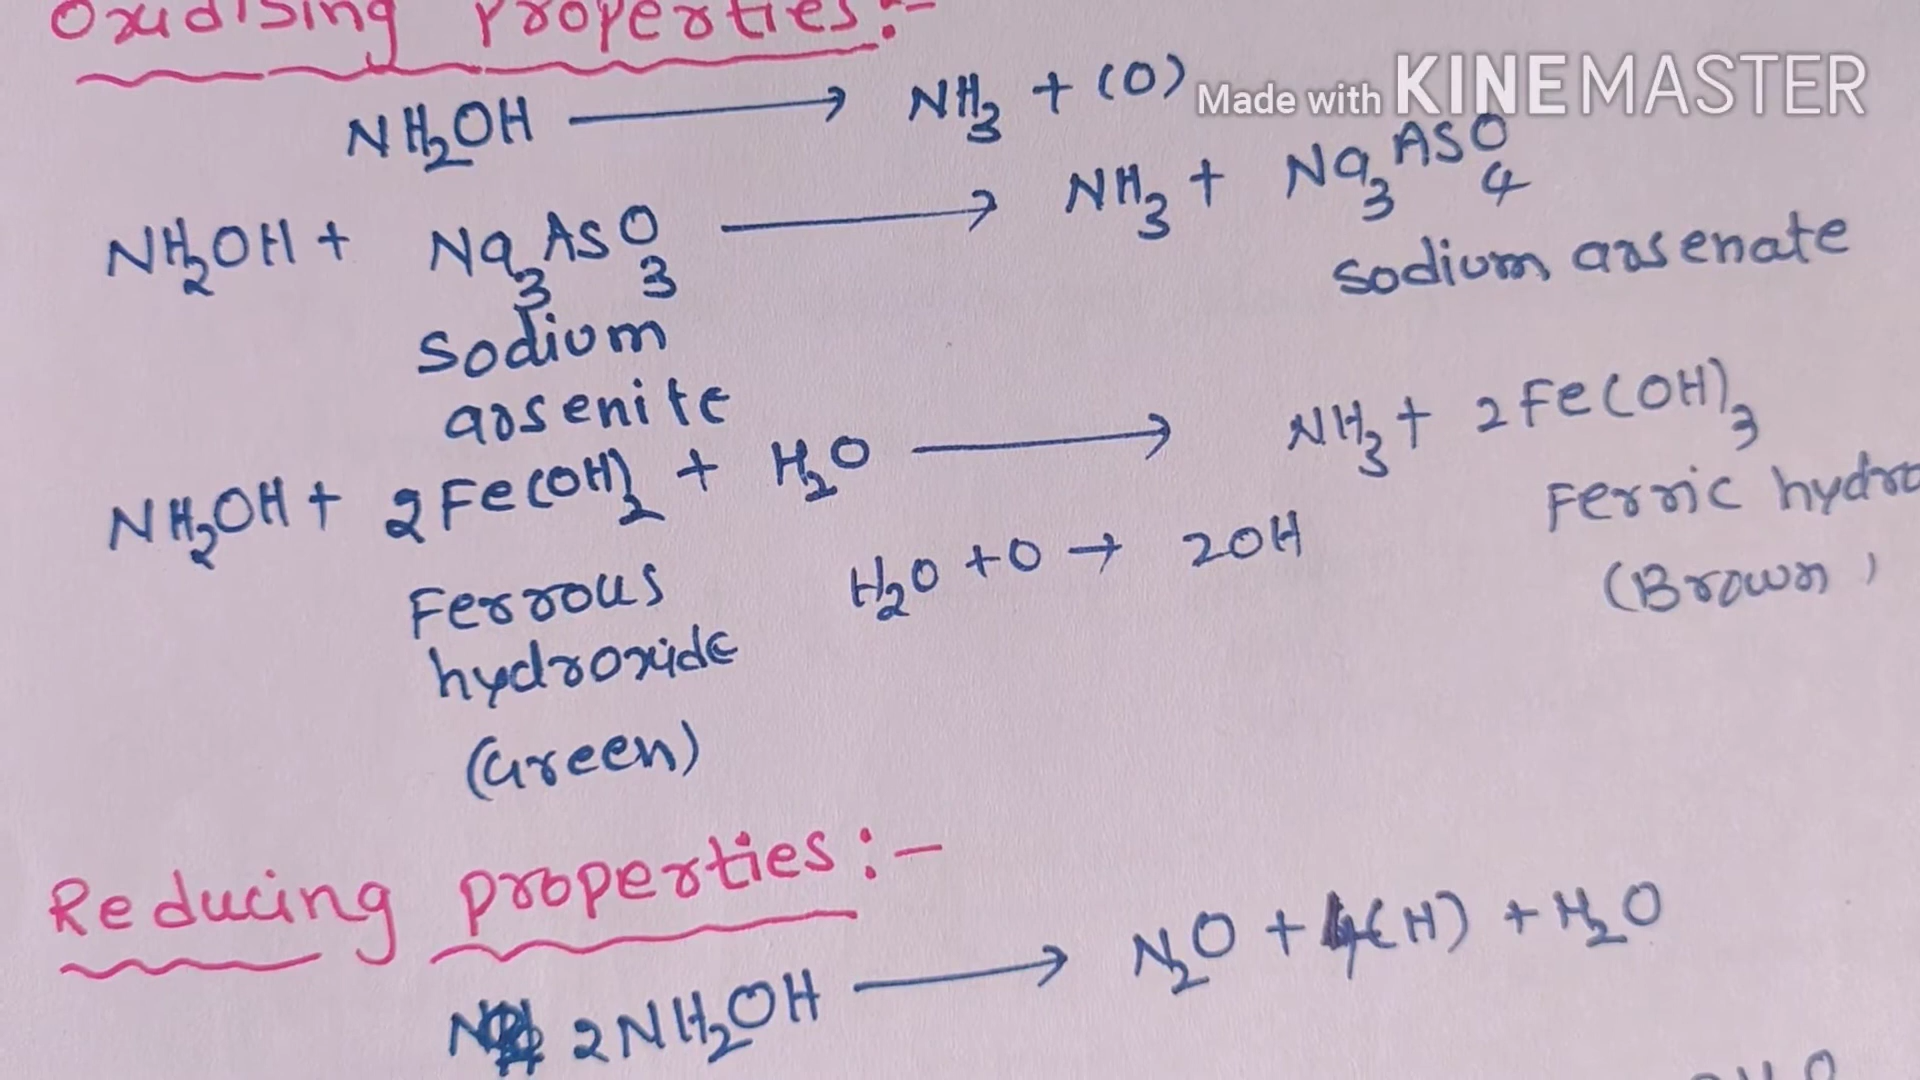 Oxidising Properties:-
Made with KINEMASTER
NH₂OH ⟶ NH₃ + (O)
NH₂OH + Na₃AsO₃ ⟶ NH₃ + Na₃AsO₄
Sodium arsenite
Sodium arsenate
NH₂OH + 2Fe(OH)₂ + H₂O ⟶ NH₃ + 2Fe(OH)₃
Ferrous hydroxide
(Green)
H₂O + O → 2OH
Ferric hydro
(Brown)
Reducing properties:-
2NH₂OH ⟶ N₂O + 4(H) + H₂O